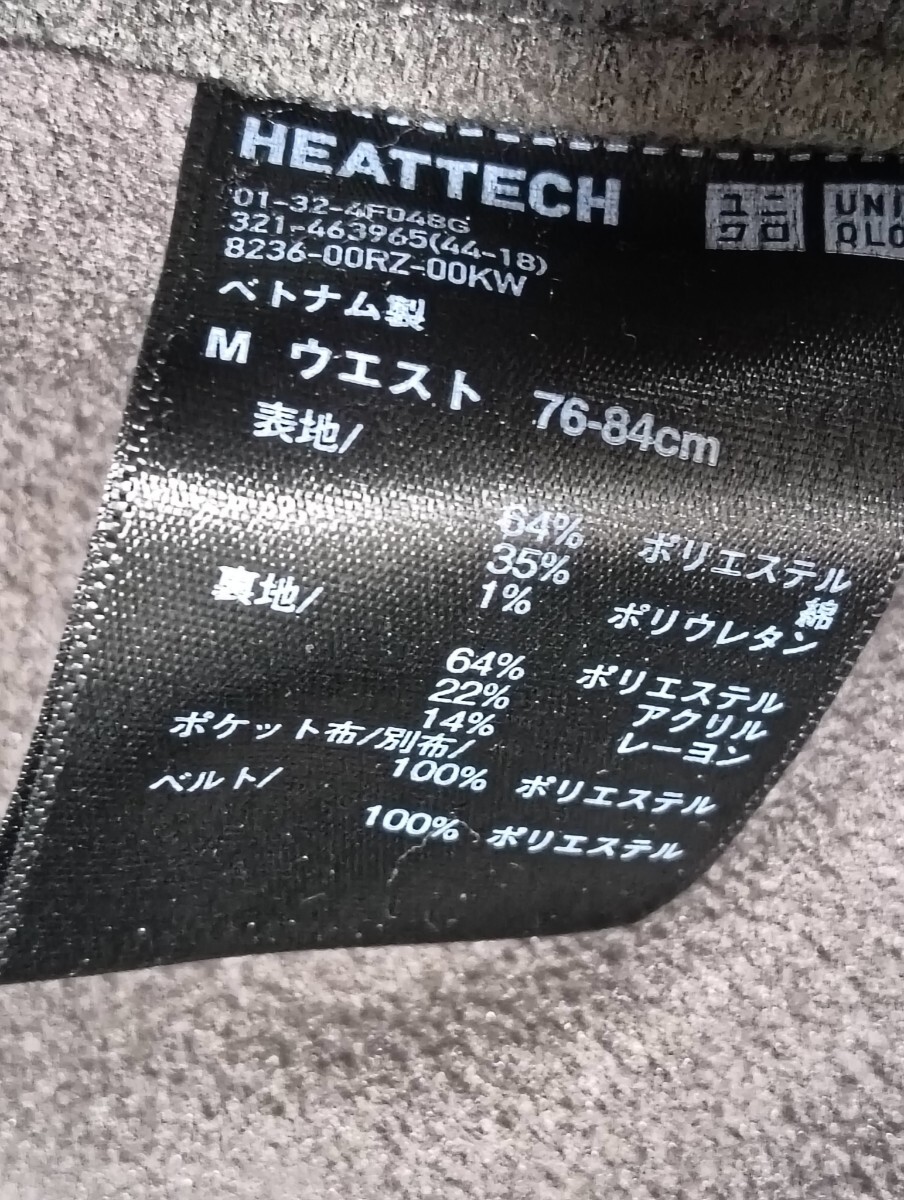 HEATTECH
ユニ
クロ
UNI
QLO
01-32-4F048G
321-463965(44-18)
8236-00RZ-00KW
ベトナム製
M ウエスト 76-84cm
表地/
64% ポリエステル
35% 綿
1% ポリウレタン
裏地/
64% ポリエステル
22% アクリル
14% レーヨン
ポケット布/別布/
100% ポリエステル
ベルト/
100% ポリエステル